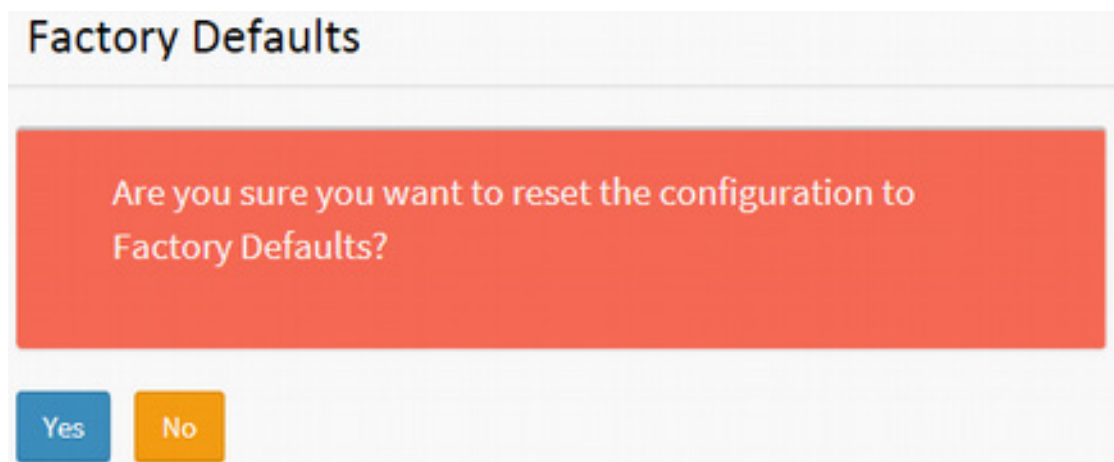 Factory Defaults
Are you sure you want to reset the configuration to
Factory Defaults?
Yes
No